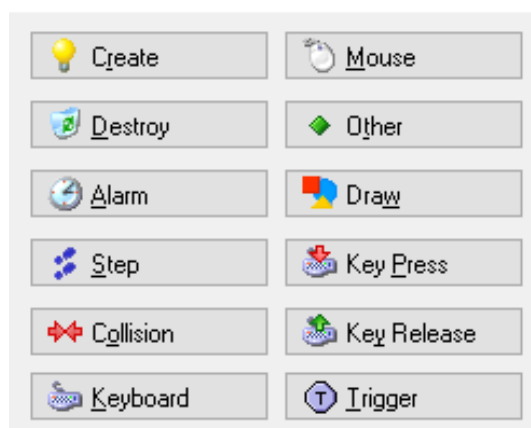 Create
Mouse
Destroy
Other
Alarm
Draw
Step
Key Press
Collision
Key Release
Keyboard
T
Trigger